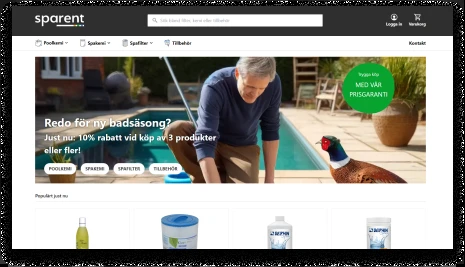 sparent
Sök bland filter, kemi eller tillbehör
Logga in
Varukorg
Poolkemi
Spakemi
Spafilter
Tillbehör
Kontakt
Trygga köp
MED VÅR
PRISGARANTI
Redo för ny badsäsong?
Just nu: 10% rabatt vid köp av 3 produkter
eller fler!
POOLKEMI
SPAKEMI
SPAFILTER
TILLBEHÖR
Populärt just nu
DELPHIN
DELPHIN